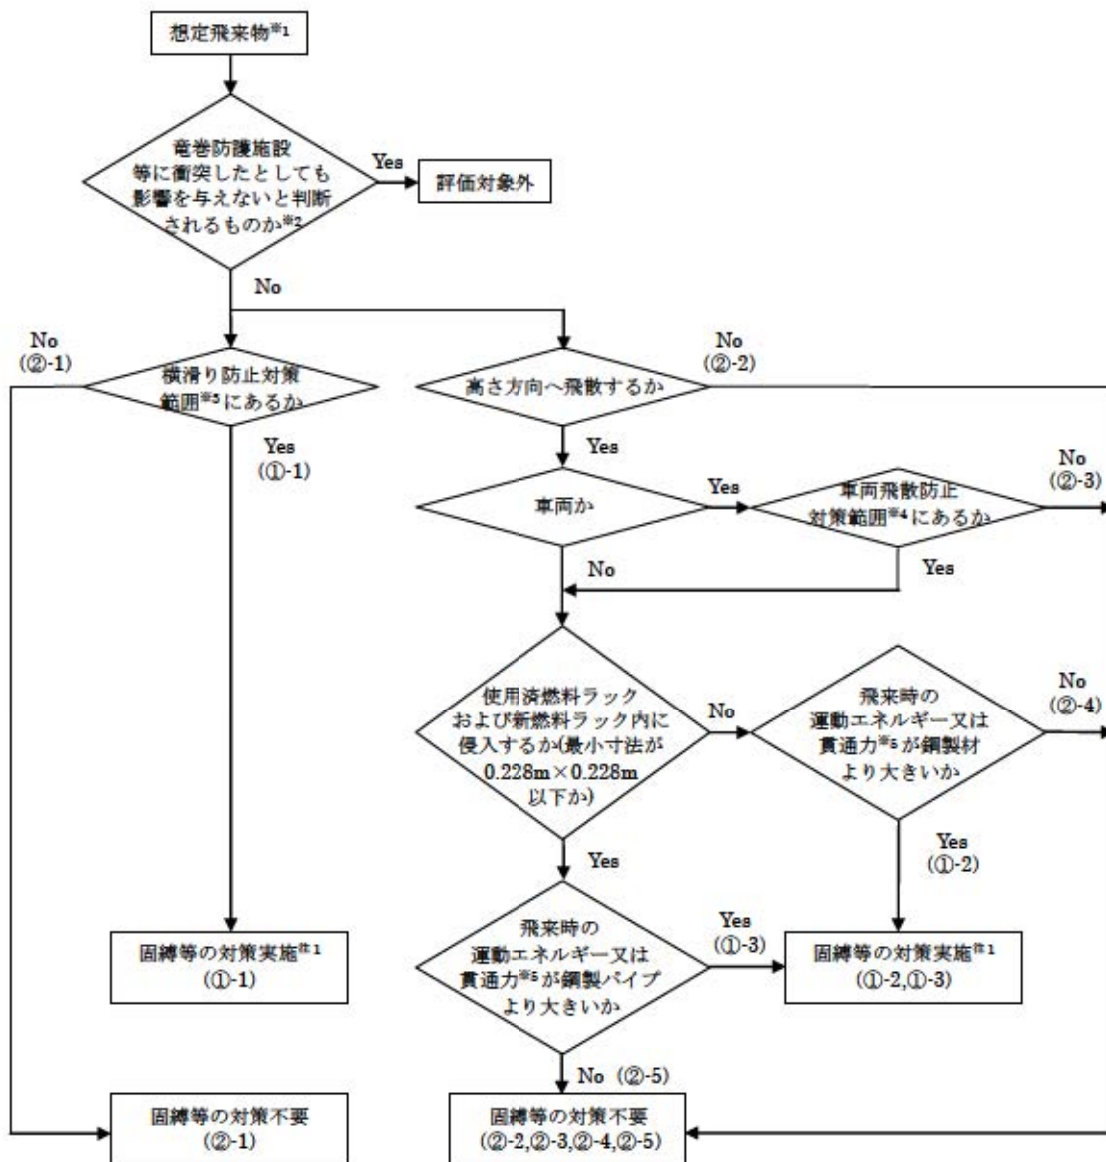 想定飛来物※1
竜巻防護施設
等に衝突したとしても
影響を与えないと判断
されるものか※2
Yes
評価対象外
No
No
(②-1)
横滑り防止対策
範囲※3にあるか
Yes
(①-1)
高さ方向へ飛散するか
No
(②-2)
Yes
車両か
Yes
車両飛散防止
対策範囲※4にあるか
No
(②-3)
No
Yes
使用済燃料ラック
および新燃料ラック内に
侵入するか(最小寸法が
0.228m×0.228m
以下か)
No
飛来時の
運動エネルギー又は
貫通力※5が鋼製材
より大きいか
No
(②-4)
Yes
Yes
(①-2)
飛来時の
運動エネルギー又は
貫通力※5が鋼製パイプ
より大きいか
Yes
(①-3)
固縛等の対策実施注1
(①-1)
固縛等の対策実施注1
(①-2,①-3)
No (②-5)
固縛等の対策不要
(②-1)
固縛等の対策不要
(②-2,②-3,②-4,②-5)